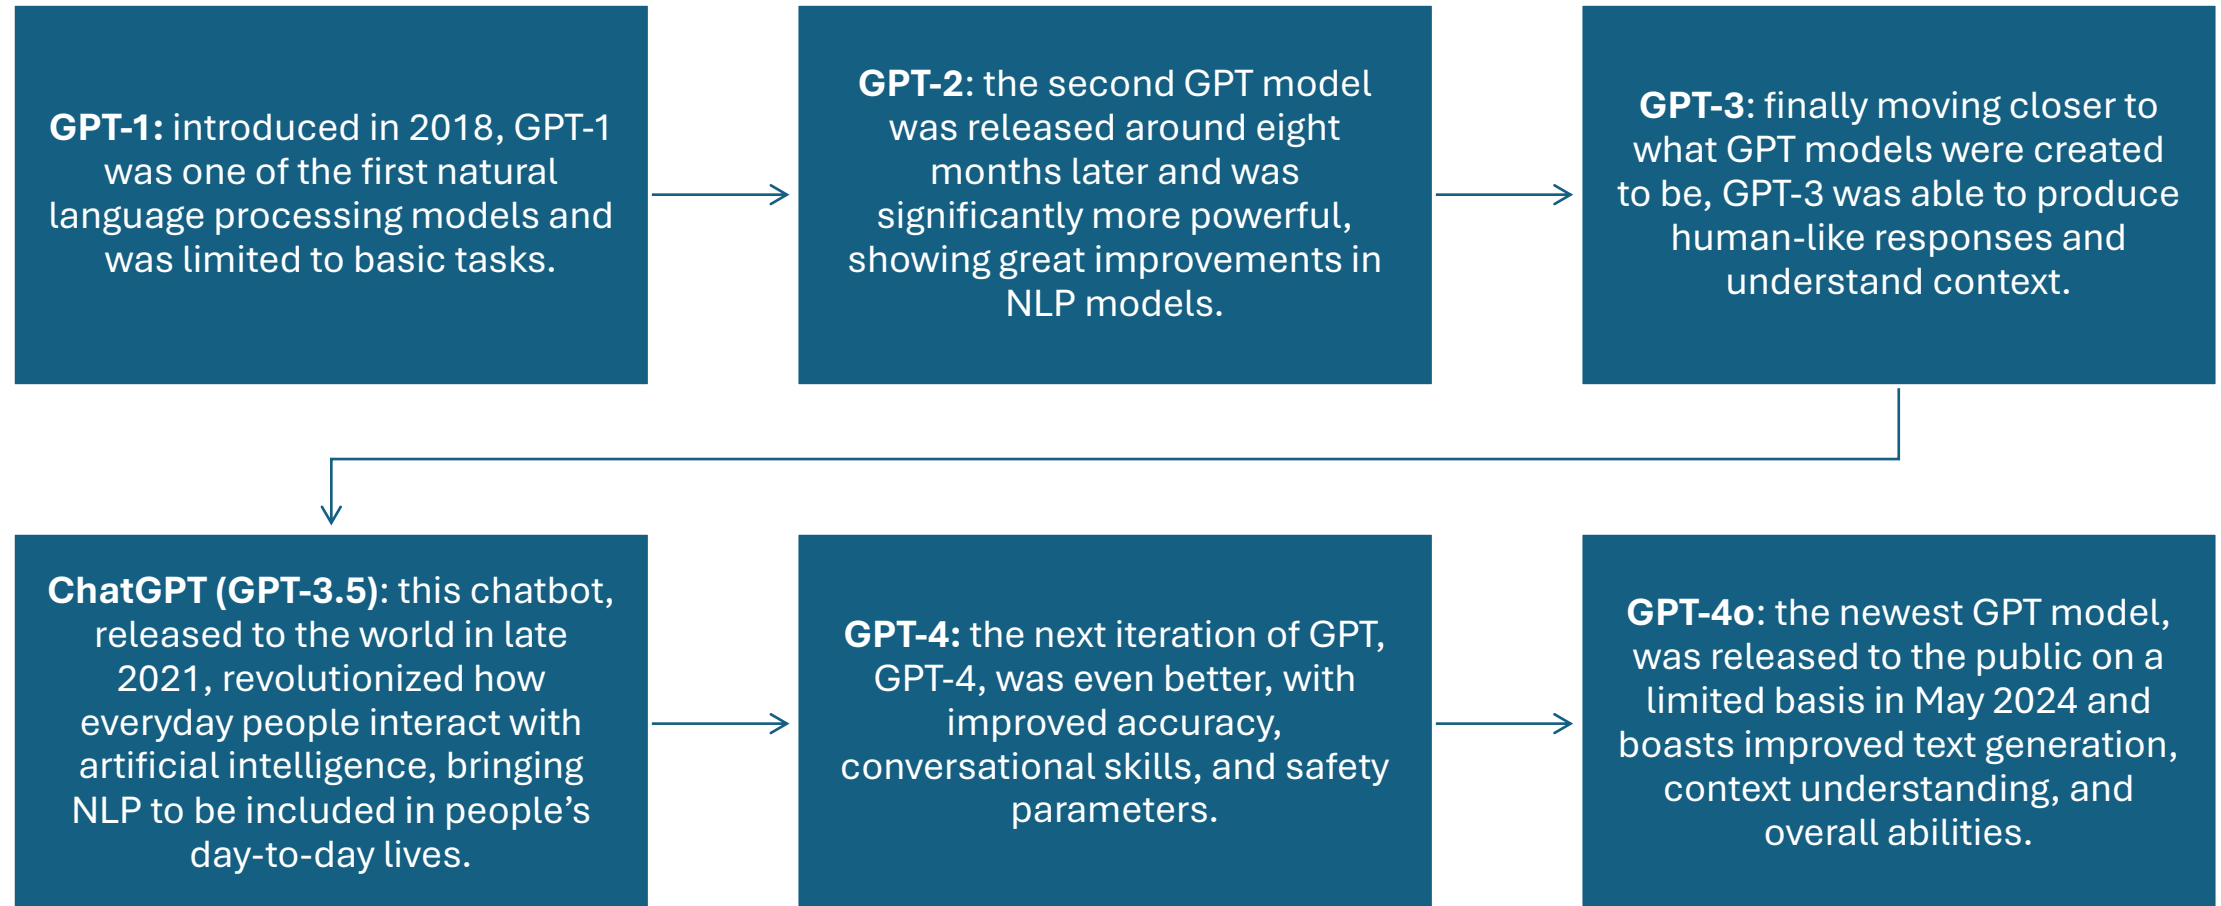 GPT-1: introduced in 2018, GPT-1
was one of the first natural
language processing models and
was limited to basic tasks.
GPT-2: the second GPT model
was released around eight
months later and was
significantly more powerful,
showing great improvements in
NLP models.
GPT-3: finally moving closer to
what GPT models were created
to be, GPT-3 was able to produce
human-like responses and
understand context.
ChatGPT (GPT-3.5): this chatbot,
released to the world in late
2021, revolutionized how
everyday people interact with
artificial intelligence, bringing
NLP to be included in people’s
day-to-day lives.
GPT-4: the next iteration of GPT,
GPT-4, was even better, with
improved accuracy,
conversational skills, and safety
parameters.
GPT-4o: the newest GPT model,
was released to the public on a
limited basis in May 2024 and
boasts improved text generation,
context understanding, and
overall abilities.